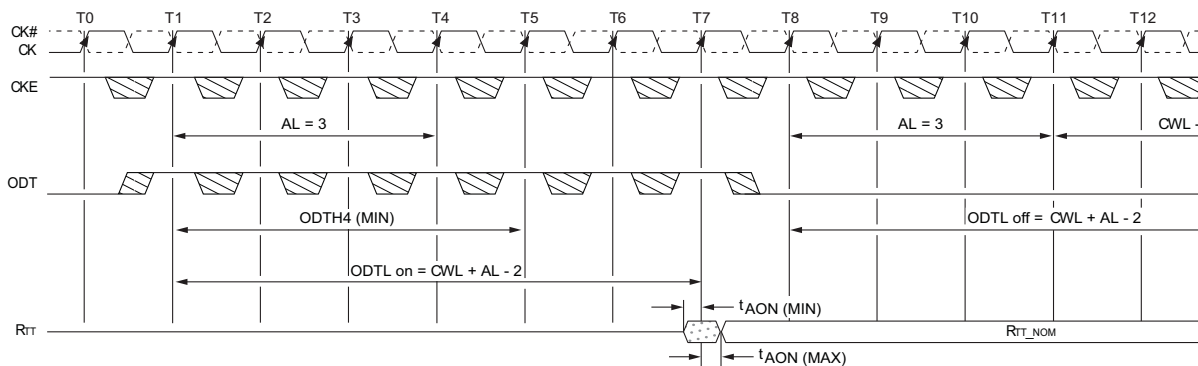 T0 T1 T2 T3 T4 T5 T6 T7 T8 T9 T10 T11 T12
CK#
CK
CKE
AL = 3 AL = 3 CWL -
ODT
ODTH4 (MIN) ODTL off = CWL + AL - 2
ODTL on = CWL + AL - 2
tAON (MIN)
RTT RTT_NOM
tAON (MAX)